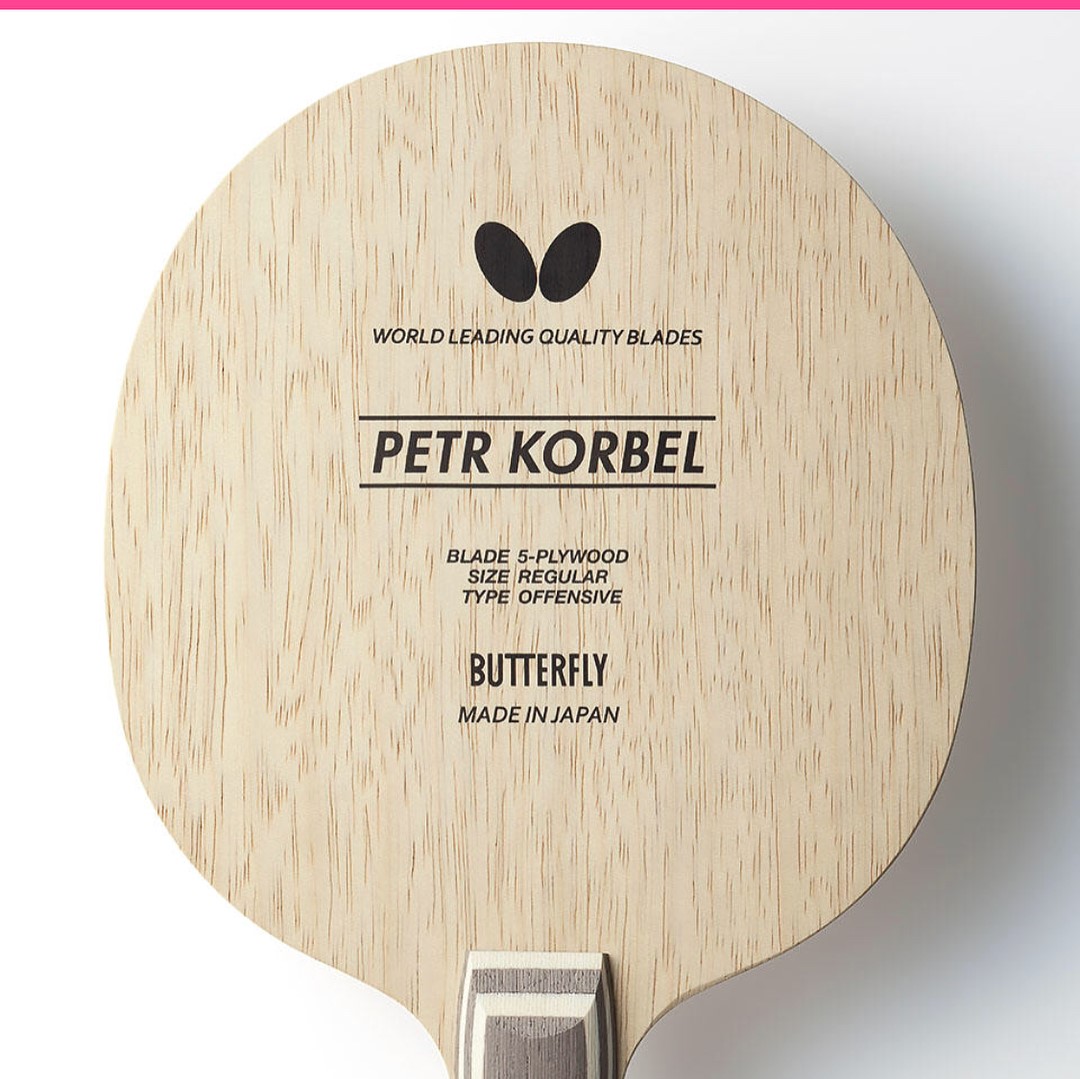 WORLD LEADING QUALITY BLADES
PETR KORBEL
BLADE 5-PLYWOOD
SIZE REGULAR
TYPE OFFENSIVE
BUTTERFLY
MADE IN JAPAN